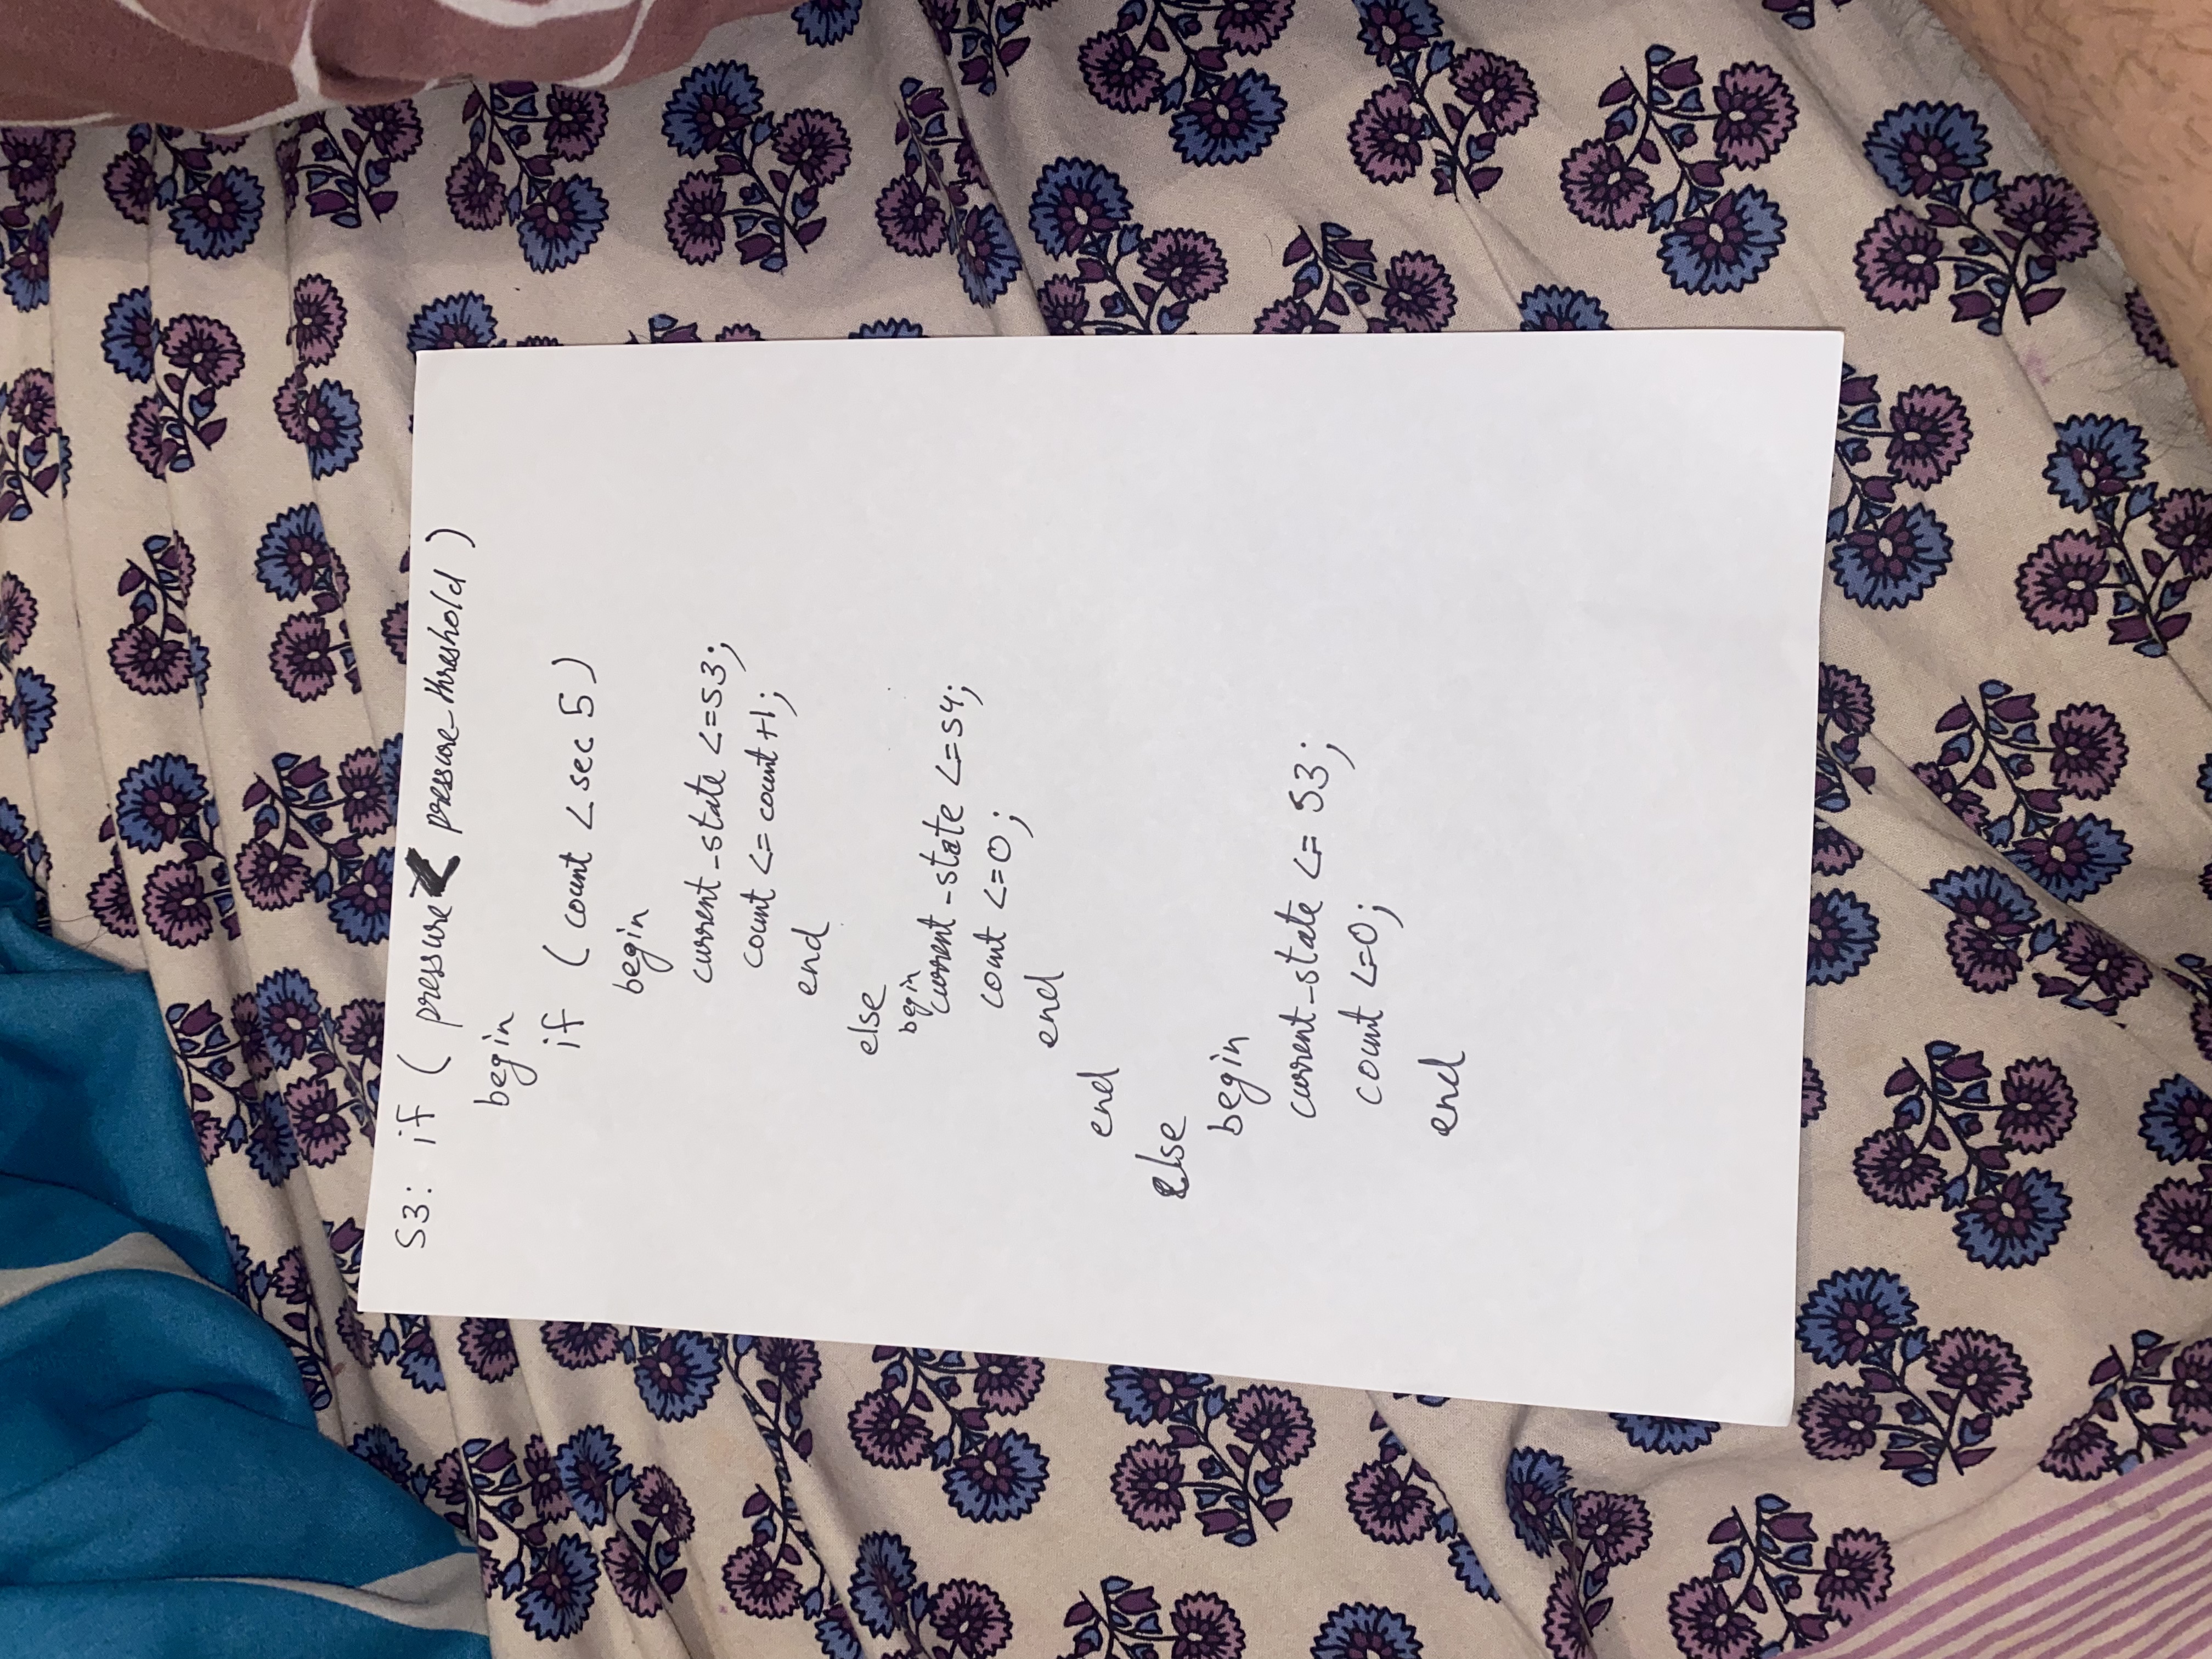 S3: if ( pressure < pressure_threshold )
begin
if ( count < sec 5 )
begin
current_state <= S3;
count <= count +1;
end
else
begin
current_state <= S4;
count <= 0;
end
end
else
begin
current_state <= S3;
count <= 0;
end